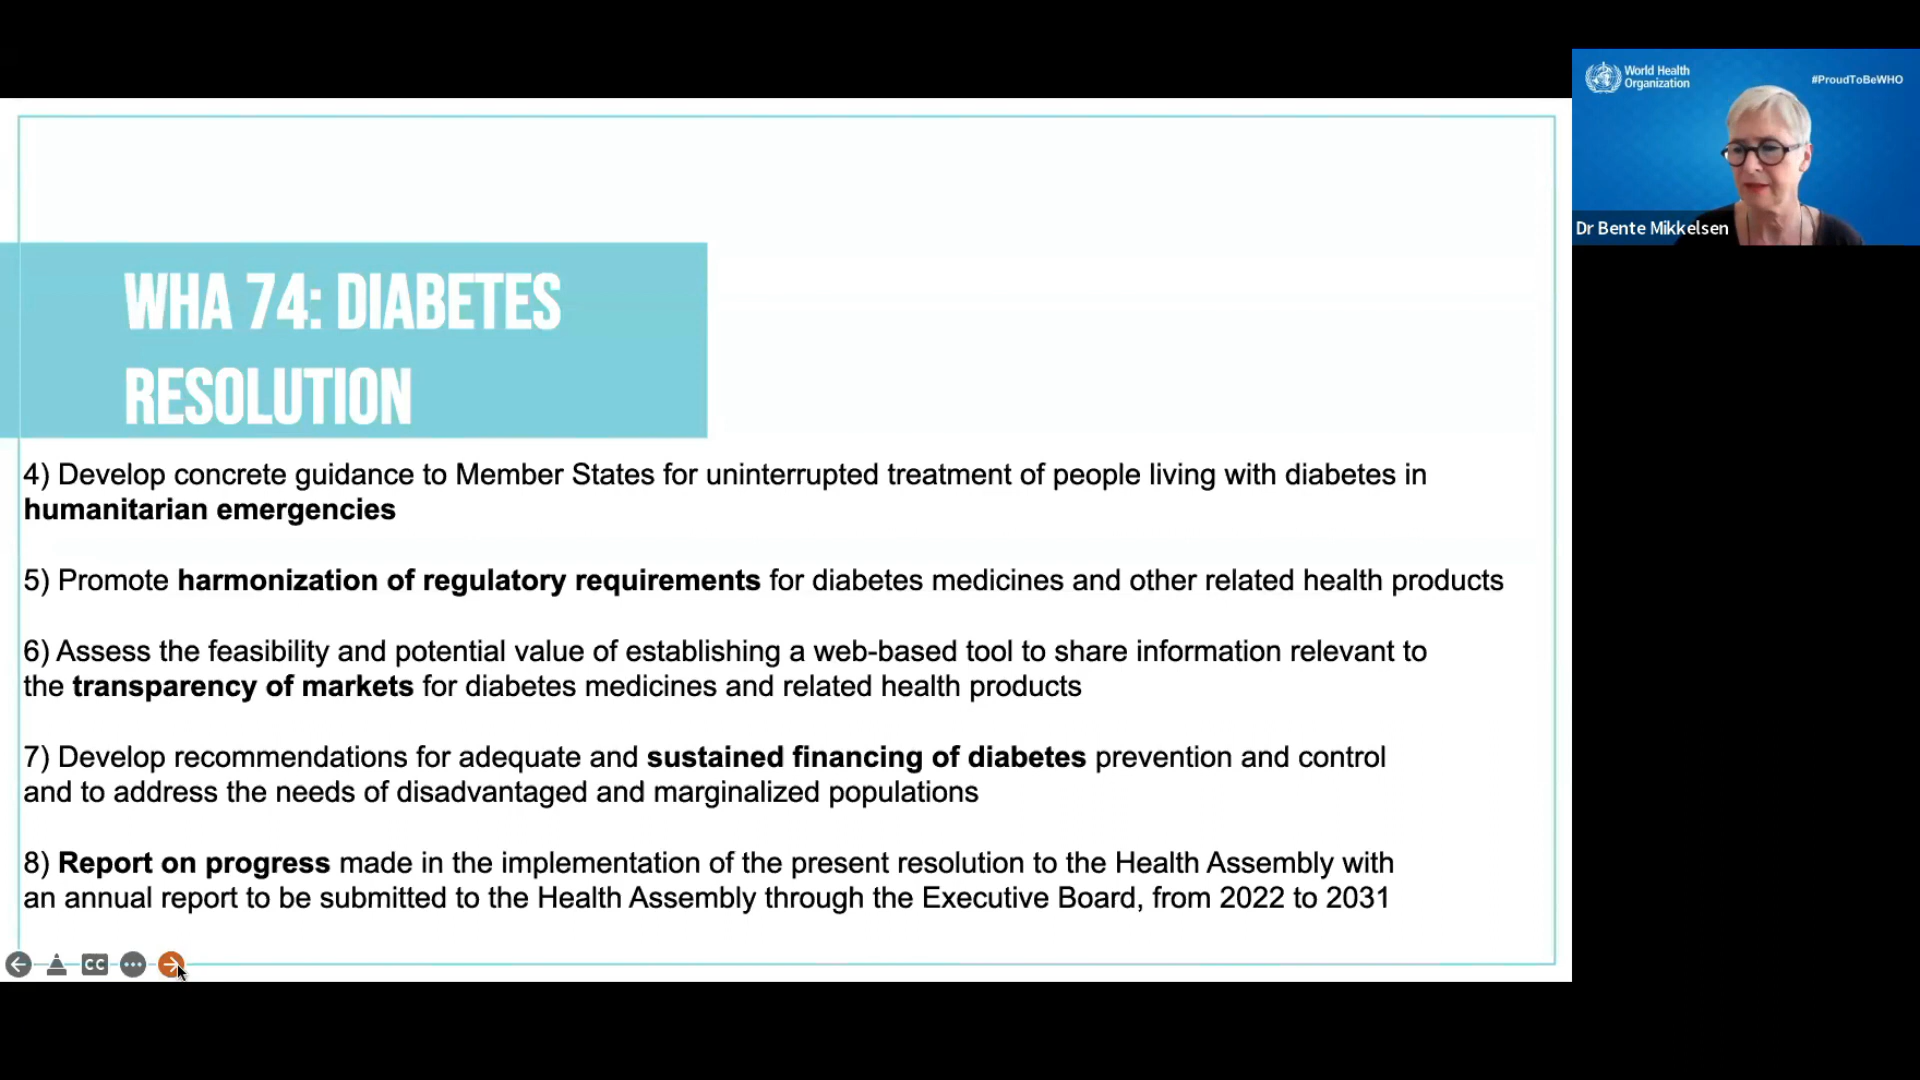 World Health
Organization
#ProudToBeWHO
Dr Bente Mikkelsen
WHA 74: DIABETES
RESOLUTION
4) Develop concrete guidance to Member States for uninterrupted treatment of people living with diabetes in
humanitarian emergencies
5) Promote harmonization of regulatory requirements for diabetes medicines and other related health products
6) Assess the feasibility and potential value of establishing a web-based tool to share information relevant to
the transparency of markets for diabetes medicines and related health products
7) Develop recommendations for adequate and sustained financing of diabetes prevention and control
and to address the needs of disadvantaged and marginalized populations
8) Report on progress made in the implementation of the present resolution to the Health Assembly with
an annual report to be submitted to the Health Assembly through the Executive Board, from 2022 to 2031
CC